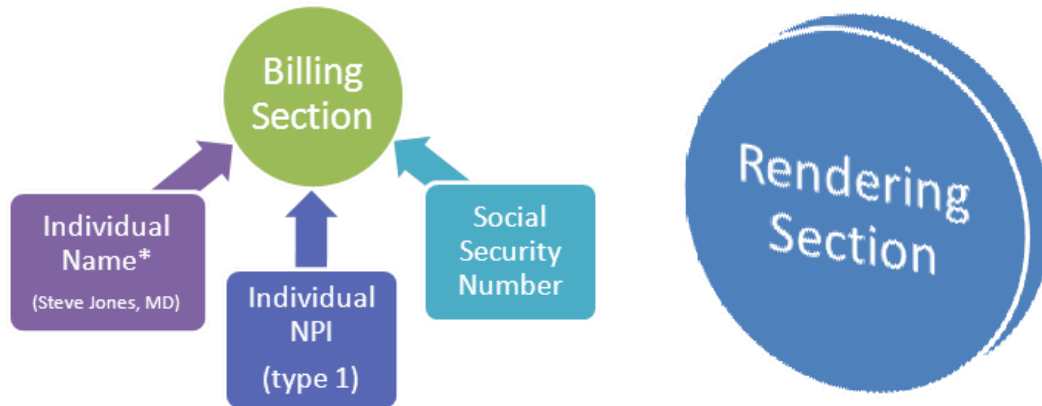 Billing
Section
Individual
Name*
(Steve Jones, MD)
Individual
NPI
(type 1)
Social
Security
Number
Rendering
Section